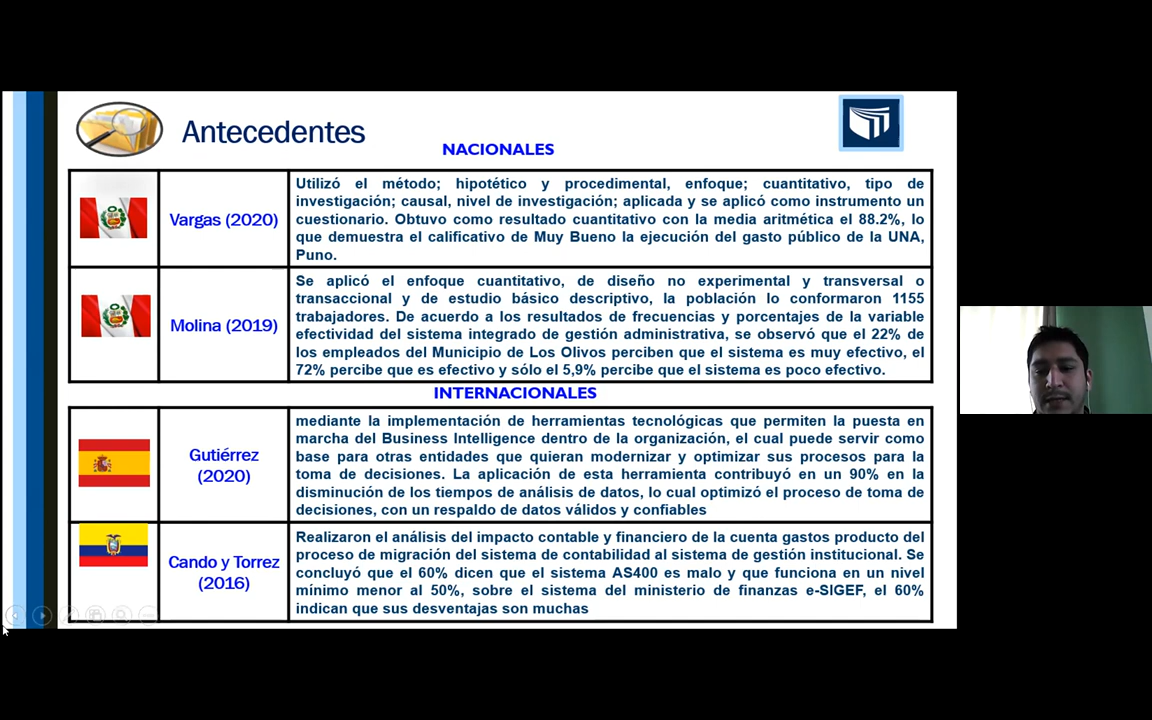 Antecedentes
NACIONALES
Vargas (2020)
Utilizó el método; hipotético y procedimental, enfoque; cuantitativo, tipo de
investigación; causal, nivel de investigación; aplicada y se aplicó como instrumento un
cuestionario. Obtuvo como resultado cuantitativo con la media aritmética el 88.2%, lo
que demuestra el calificativo de Muy Bueno la ejecución del gasto público de la UNA,
Puno.
Molina (2019)
Se aplicó el enfoque cuantitativo, de diseño no experimental y transversal o
transaccional y de estudio básico descriptivo, la población lo conformaron 1155
trabajadores. De acuerdo a los resultados de frecuencias y porcentajes de la variable
efectividad del sistema integrado de gestión administrativa, se observó que el 22% de
los empleados del Municipio de Los Olivos perciben que el sistema es muy efectivo, el
72% percibe que es efectivo y sólo el 5,9% percibe que el sistema es poco efectivo.
INTERNACIONALES
Gutiérrez
(2020)
mediante la implementación de herramientas tecnológicas que permiten la puesta en
marcha del Business Intelligence dentro de la organización, el cual puede servir como
base para otras entidades que quieran modernizar y optimizar sus procesos para la
toma de decisiones. La aplicación de esta herramienta contribuyó en un 90% en la
disminución de los tiempos de análisis de datos, lo cual optimizó el proceso de toma de
decisiones, con un respaldo de datos válidos y confiables
Cando y Torrez
(2016)
Realizaron el análisis del impacto contable y financiero de la cuenta gastos producto del
proceso de migración del sistema de contabilidad al sistema de gestión institucional. Se
concluyó que el 60% dicen que el sistema AS400 es malo y que funciona en un nivel
mínimo menor al 50%, sobre el sistema del ministerio de finanzas e-SIGEF, el 60%
indican que sus desventajas son muchas